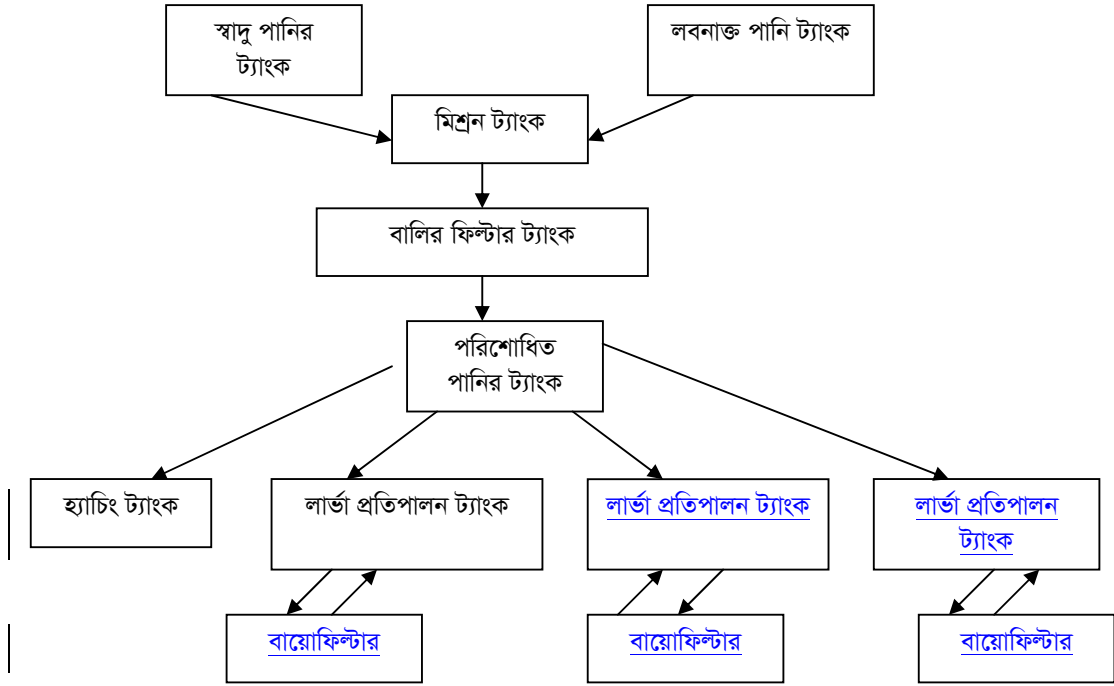 স্বাদু পানির
ট্যাংক
লবনাক্ত পানি ট্যাংক
মিশ্রন ট্যাংক
বালির ফিল্টার ট্যাংক
পরিশোধিত
পানির ট্যাংক
হ্যাচিং ট্যাংক
লার্ভা প্রতিপালন ট্যাংক
লার্ভা প্রতিপালন ট্যাংক
লার্ভা প্রতিপালন
ট্যাংক
বায়োফিল্টার
বায়োফিল্টার
বায়োফিল্টার